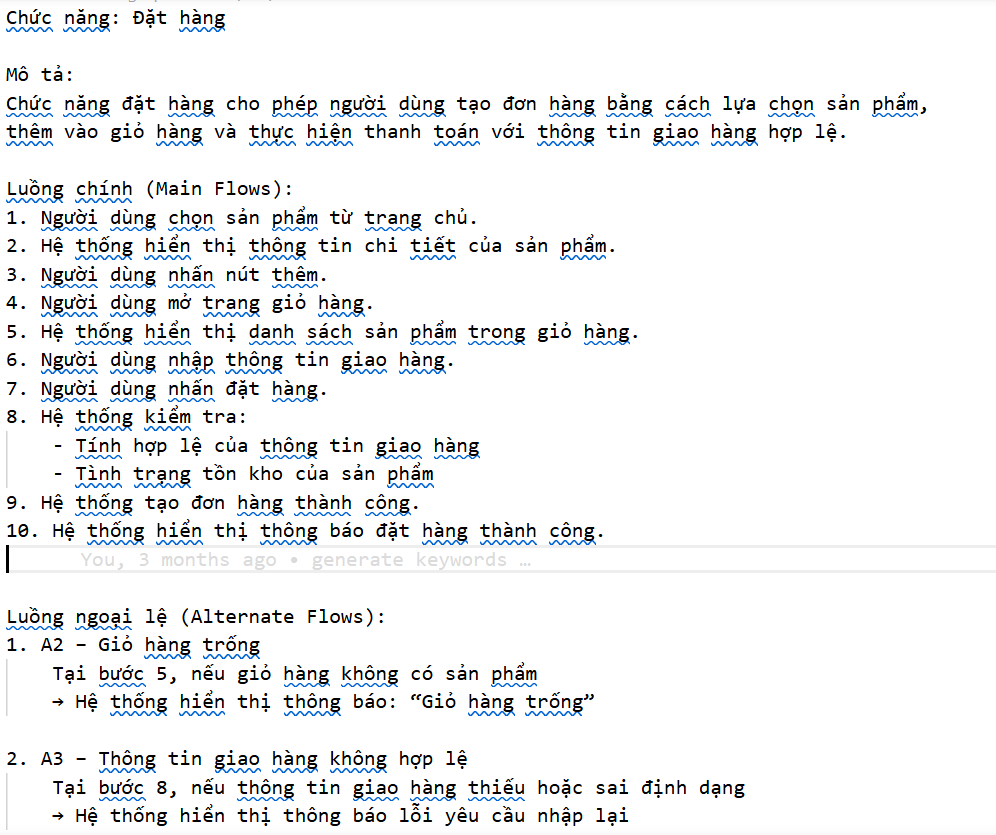 Chức năng: Đặt hàng
Mô tả:
Chức năng đặt hàng cho phép người dùng tạo đơn hàng bằng cách lựa chọn sản phẩm,
thêm vào giỏ hàng và thực hiện thanh toán với thông tin giao hàng hợp lệ.
Luồng chính (Main Flows):
1. Người dùng chọn sản phẩm từ trang chủ.
2. Hệ thống hiển thị thông tin chi tiết của sản phẩm.
3. Người dùng nhấn nút thêm.
4. Người dùng mở trang giỏ hàng.
5. Hệ thống hiển thị danh sách sản phẩm trong giỏ hàng.
6. Người dùng nhập thông tin giao hàng.
7. Người dùng nhấn đặt hàng.
8. Hệ thống kiểm tra:
- Tính hợp lệ của thông tin giao hàng
- Tình trạng tồn kho của sản phẩm
9. Hệ thống tạo đơn hàng thành công.
10. Hệ thống hiển thị thông báo đặt hàng thành công.
You, 3 months ago • generate keywords …
Luồng ngoại lệ (Alternate Flows):
1. A2 – Giỏ hàng trống
Tại bước 5, nếu giỏ hàng không có sản phẩm
→ Hệ thống hiển thị thông báo: “Giỏ hàng trống”
2. A3 – Thông tin giao hàng không hợp lệ
Tại bước 8, nếu thông tin giao hàng thiếu hoặc sai định dạng
→ Hệ thống hiển thị thông báo lỗi yêu cầu nhập lại